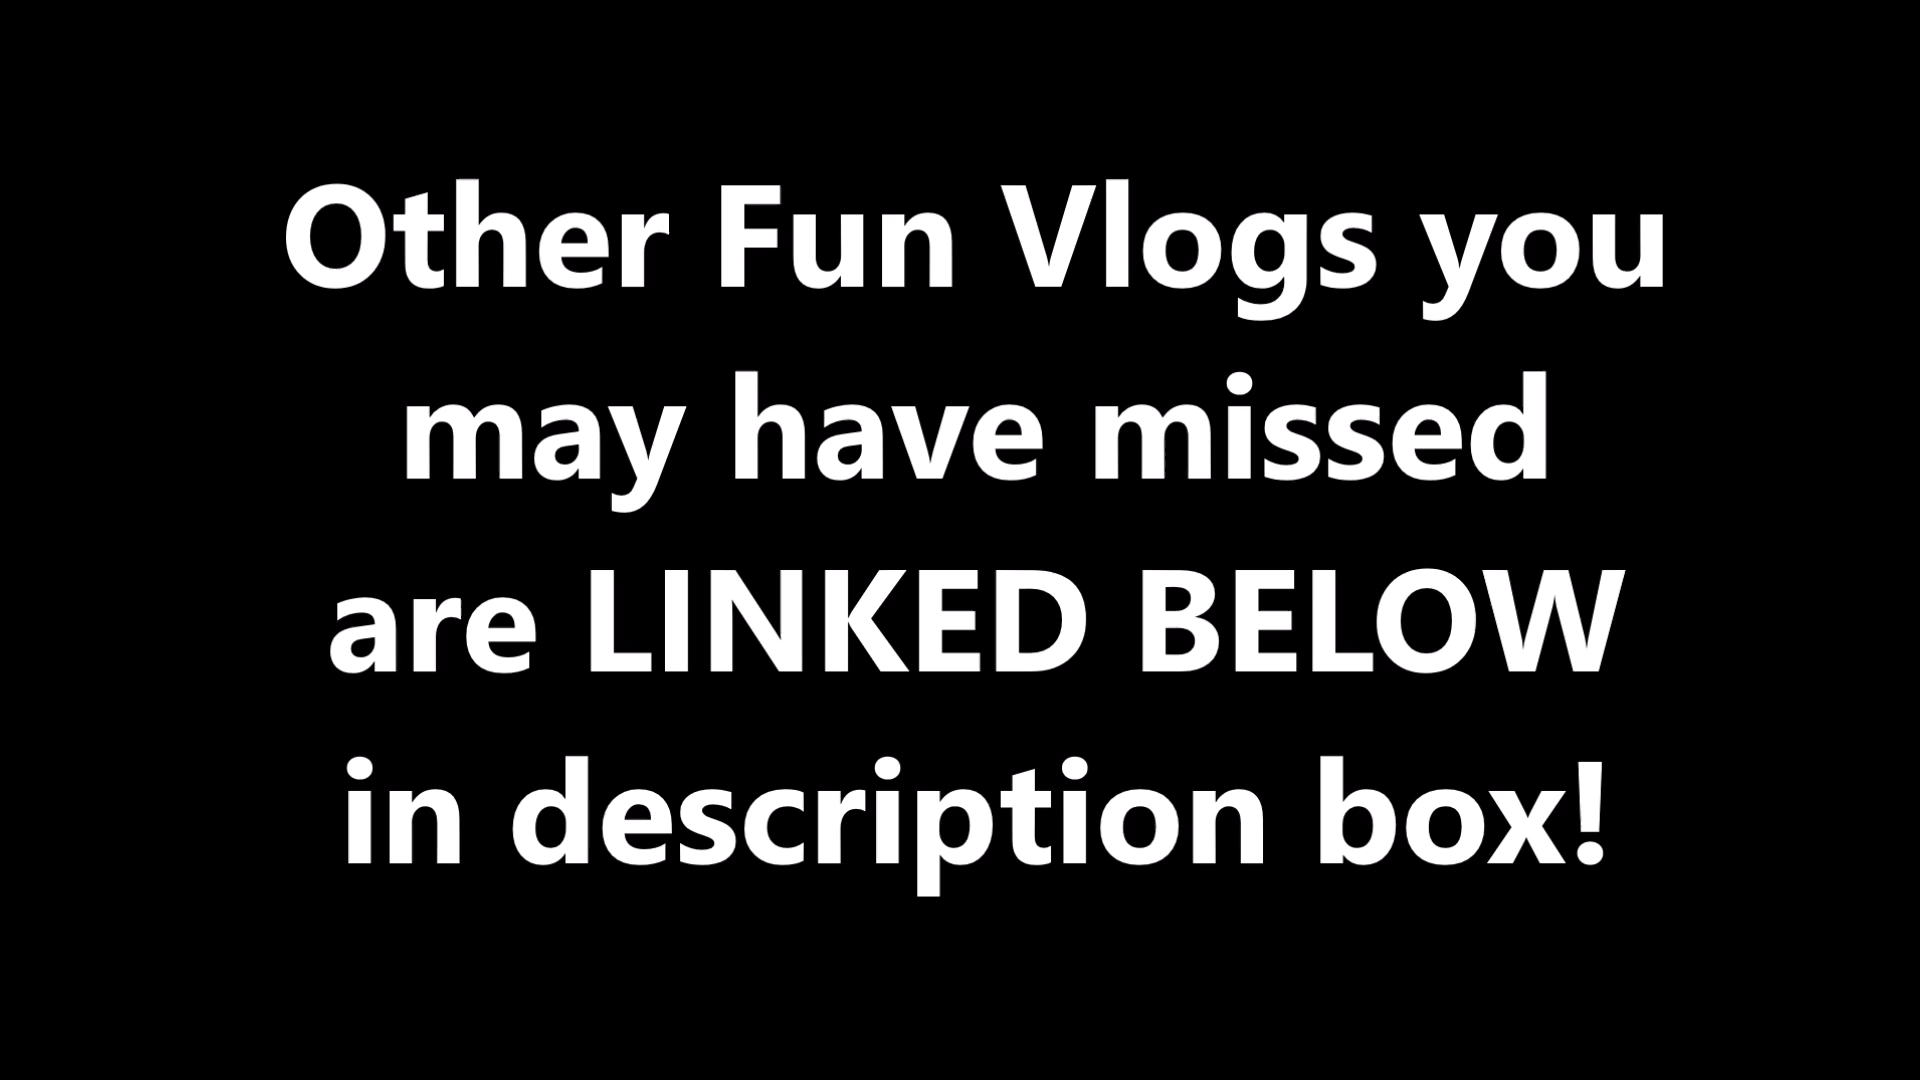 Other Fun Vlogs you
may have missed
are LINKED BELOW
in description box!